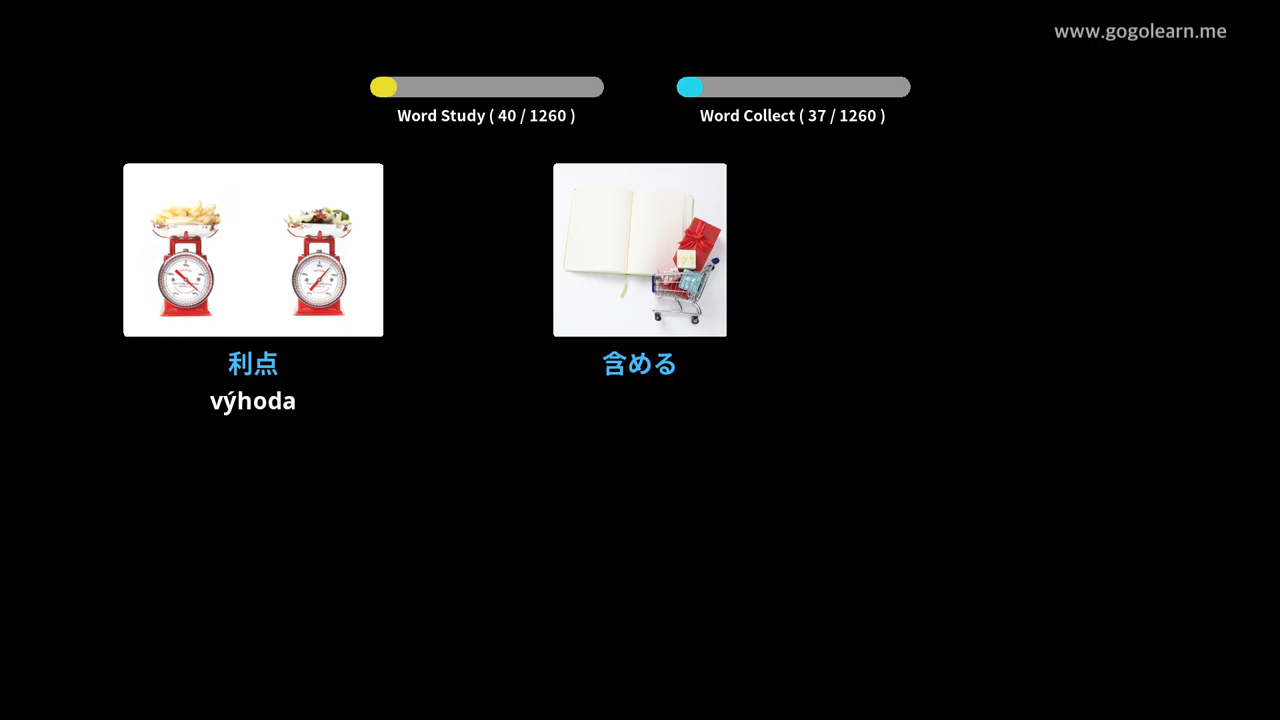 www.gogolearn.me
Word Study ( 40 / 1260 )
Word Collect ( 37 / 1260 )
利点
výhoda
含める